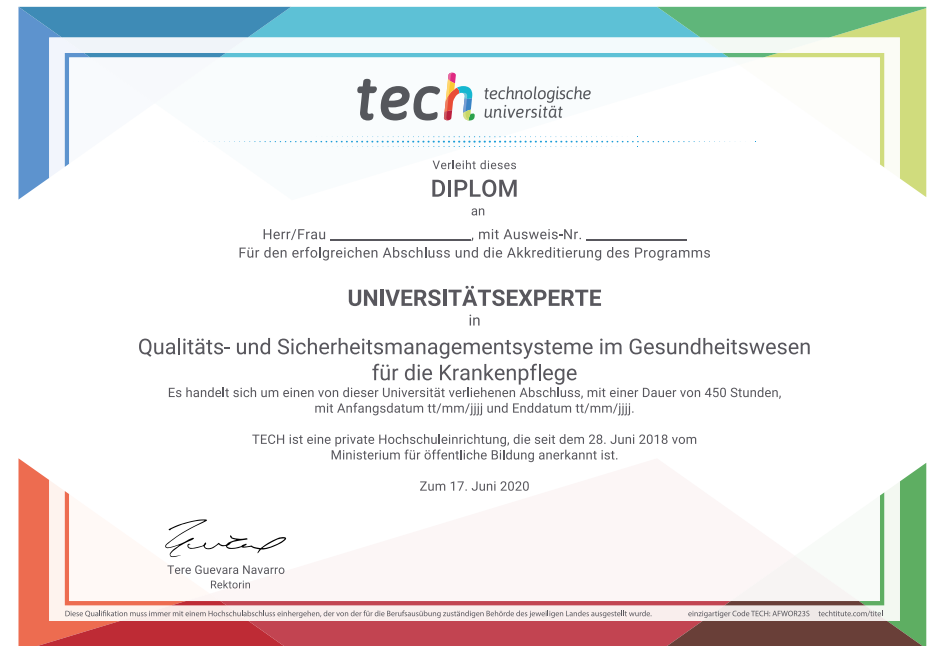 tech technologische
universität
Verleiht dieses
DIPLOM
an
Herr/Frau ____________________, mit Ausweis-Nr. ______________
Für den erfolgreichen Abschluss und die Akkreditierung des Programms
UNIVERSITÄTSEXPERTE
in
Qualitäts- und Sicherheitsmanagementsysteme im Gesundheitswesen
für die Krankenpflege
Es handelt sich um einen von dieser Universität verliehenen Abschluss, mit einer Dauer von 450 Stunden,
mit Anfangsdatum tt/mm/jjjj und Enddatum tt/mm/jjjj.
TECH ist eine private Hochschuleinrichtung, die seit dem 28. Juni 2018 vom
Ministerium für öffentliche Bildung anerkannt ist.
Zum 17. Juni 2020
Tere Guevara Navarro
Rektorin
Diese Qualifikation muss immer mit einem Hochschulabschluss einhergehen, der von der für die Berufsausübung zuständigen Behörde des jeweiligen Landes ausgestellt wurde. einzigartiger Code TECH: AFWOR23S techtitute.com/titel